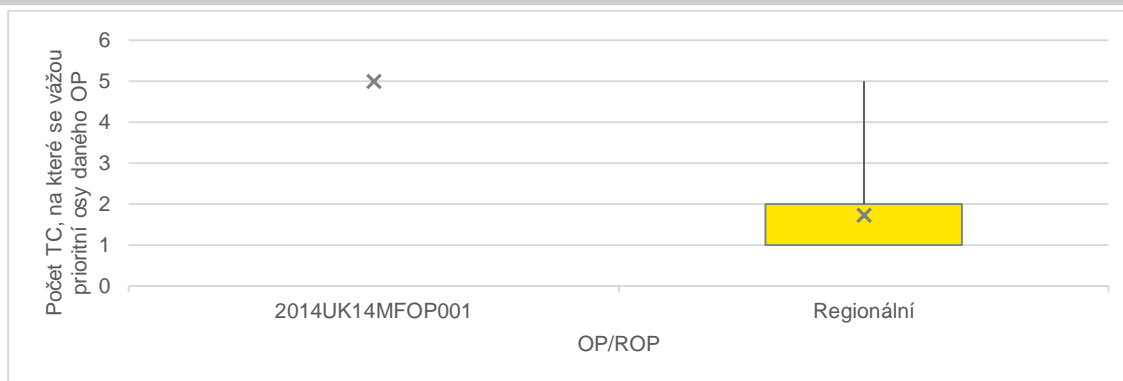 Počet TC, na které se vážou
prioritní osy daného OP
6
5
4
3
2
1
0
2014UK14MFOP001
Regionální
OP/ROP